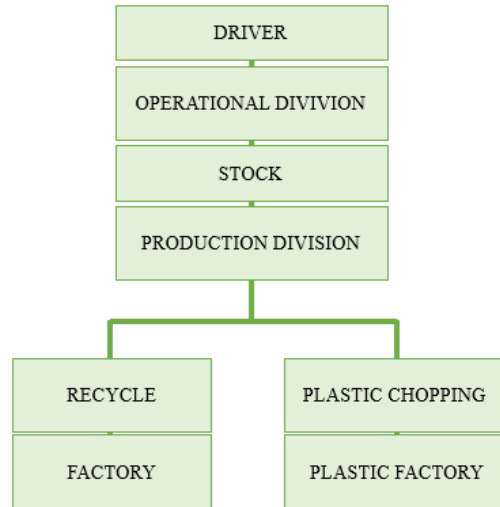 DRIVER
OPERATIONAL DIVIVION
STOCK
PRODUCTION DIVISION
RECYCLE
PLASTIC CHOPPING
FACTORY
PLASTIC FACTORY